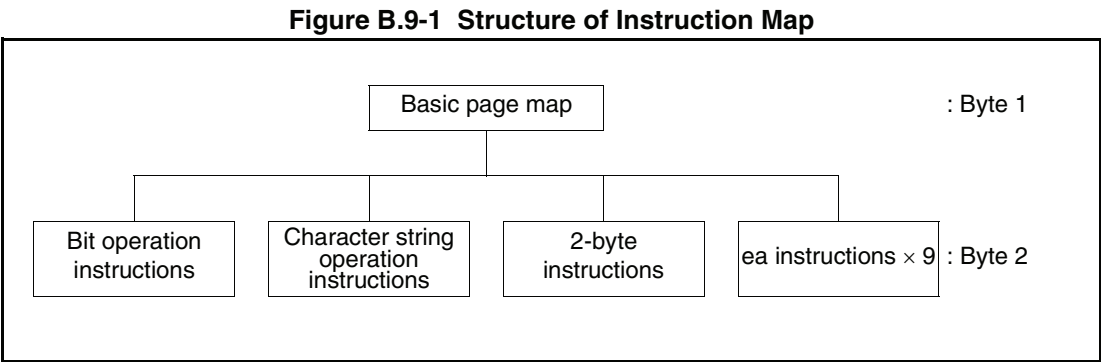 Figure B.9-1 Structure of Instruction Map
Basic page map
: Byte 1
Bit operation
instructions
Character string
operation
instructions
2-byte
instructions
ea instructions × 9
: Byte 2